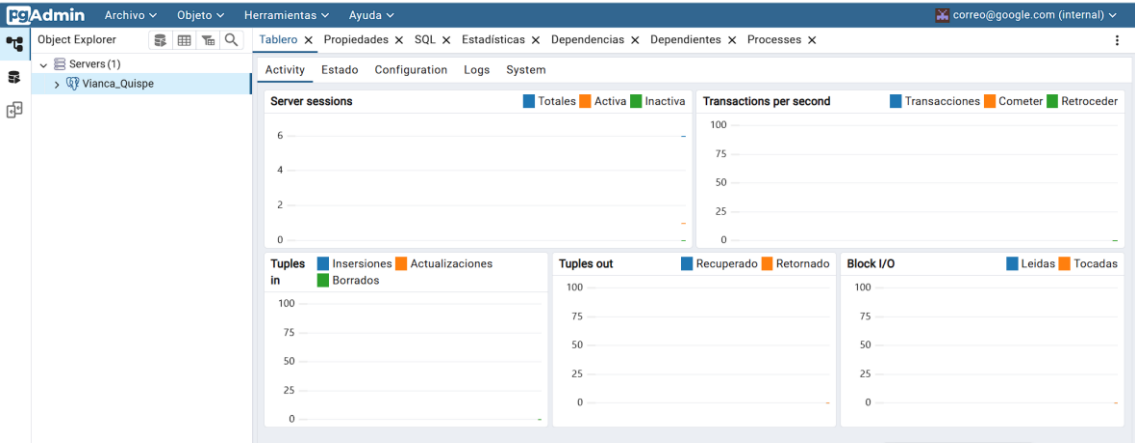 pgAdmin Archivo Objeto Herramientas Ayuda correo@google.com (internal)
Object Explorer
Tablero Propiedades SQL Estadísticas Dependencias Dependientes Processes
Servers (1)
Vianca_Quispe
Activity Estado Configuration Logs System
Server sessions Totales Activa Inactiva
6
4
2
0
Transactions per second Transacciones Cometer Retroceder
100
75
50
25
0
Tuples in Insersiones Actualizaciones
Borrados
100
75
50
25
0
Tuples out Recuperado Retornado
100
75
50
25
0
Block I/O Leidas Tocadas
100
75
50
25
0